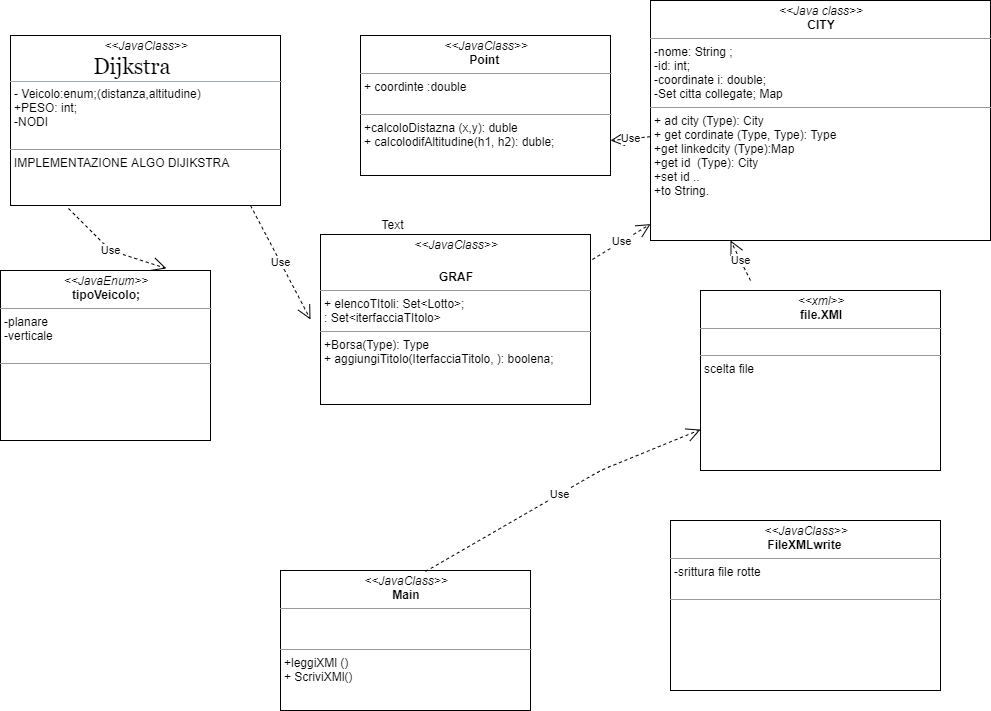 <<JavaClass>>
Dijkstra
- Veicolo:enum;(distanza,altitudine)
+PESO: int;
-NODI
IMPLEMENTAZIONE ALGO DIJIKSTRA
<<JavaClass>>
Point
+ coordinte :double
+calcoloDistazna (x,y): duble
+ calcolodifAltitudine(h1, h2): duble;
<<Java class>>
CITY
-nome: String ;
-id: int;
-coordinate i: double;
-Set citta collegate; Map
+ ad city (Type): City
+ get cordinate (Type, Type): Type
+get linkedcity (Type):Map
+get id  (Type): City
+set id ..
+to String.
Use
Use
Use
Use
Use
Text
<<JavaEnum>>
tipoVeicolo;
-planare
-verticale
<<JavaClass>>
GRAF
+ elencoTItoli: Set<Lotto>;
: Set<iterfacciaTItolo>
+Borsa(Type): Type
+ aggiungiTitolo(IterfacciaTitolo, ): boolena;
<<xml>>
file.XMl
scelta file
Use
<<JavaClass>>
Main
+leggiXMl ()
+ ScriviXMl()
<<JavaClass>>
FileXMLwrite
-srittura file rotte